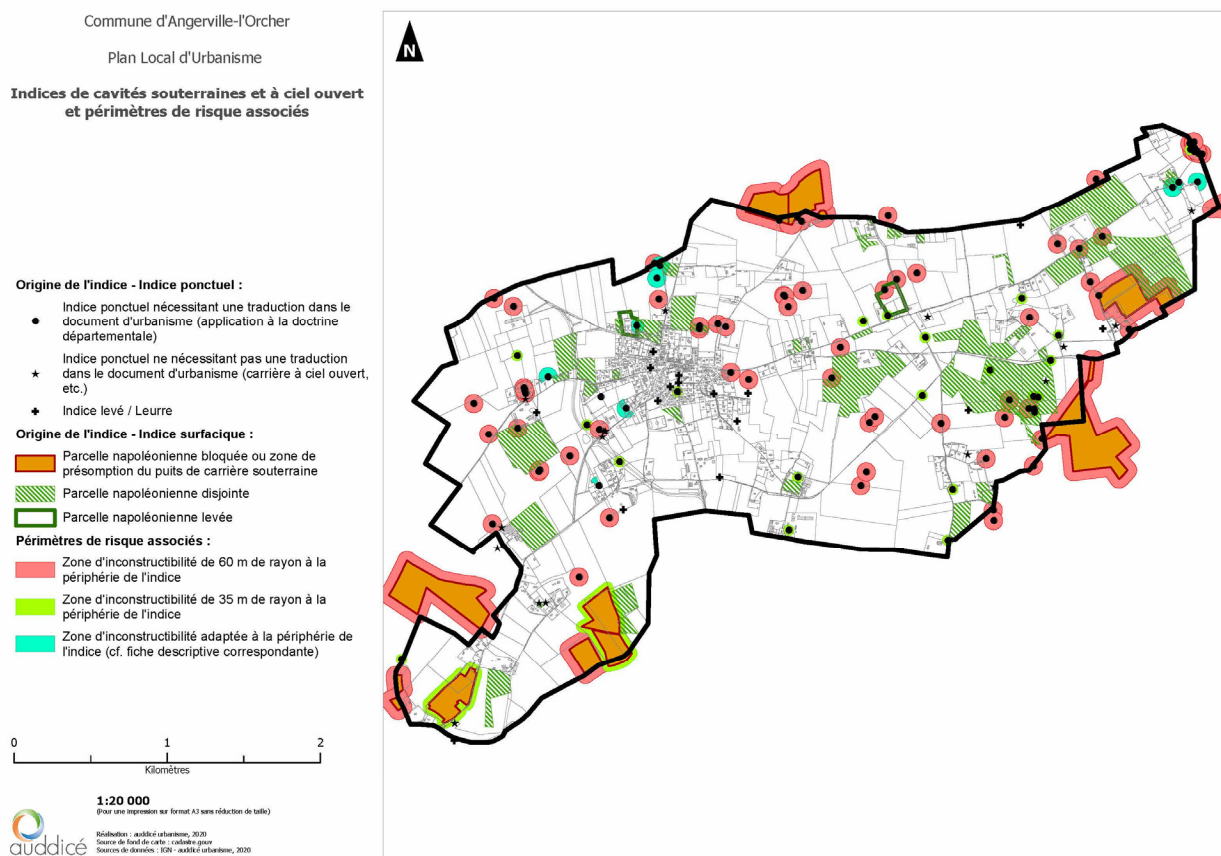 Commune d'Angerville-l'Orcher
Plan Local d'Urbanisme
Indices de cavités souterraines et à ciel ouvert
et périmètres de risque associés
N
Origine de l'indice - Indice ponctuel :
Indice ponctuel nécessitant une traduction dans le
document d'urbanisme (application à la doctrine
départementale)
Indice ponctuel ne nécessitant pas une traduction
dans le document d'urbanisme (carrière à ciel ouvert,
etc.)
Indice levé / Leurre
Origine de l'indice - Indice surfacique :
Parcelle napoléonienne bloquée ou zone de
présomption du puits de carrière souterraine
Parcelle napoléonienne disjointe
Parcelle napoléonienne levée
Périmètres de risque associés :
Zone d'inconstructibilité de 60 m de rayon à la
périphérie de l'indice
Zone d'inconstructibilité de 35 m de rayon à la
périphérie de l'indice
Zone d'inconstructibilité adaptée à la périphérie de
l'indice (cf. fiche descriptive correspondante)
0 1 2
Kilomètres
1:20 000
(Pour une impression sur format A3 sans réduction de taille)
Réalisation : auddicé urbanisme, 2020
Source de fond de carte : cadastre.gouv
Sources de données : IGN - auddicé urbanisme, 2020
auddicé